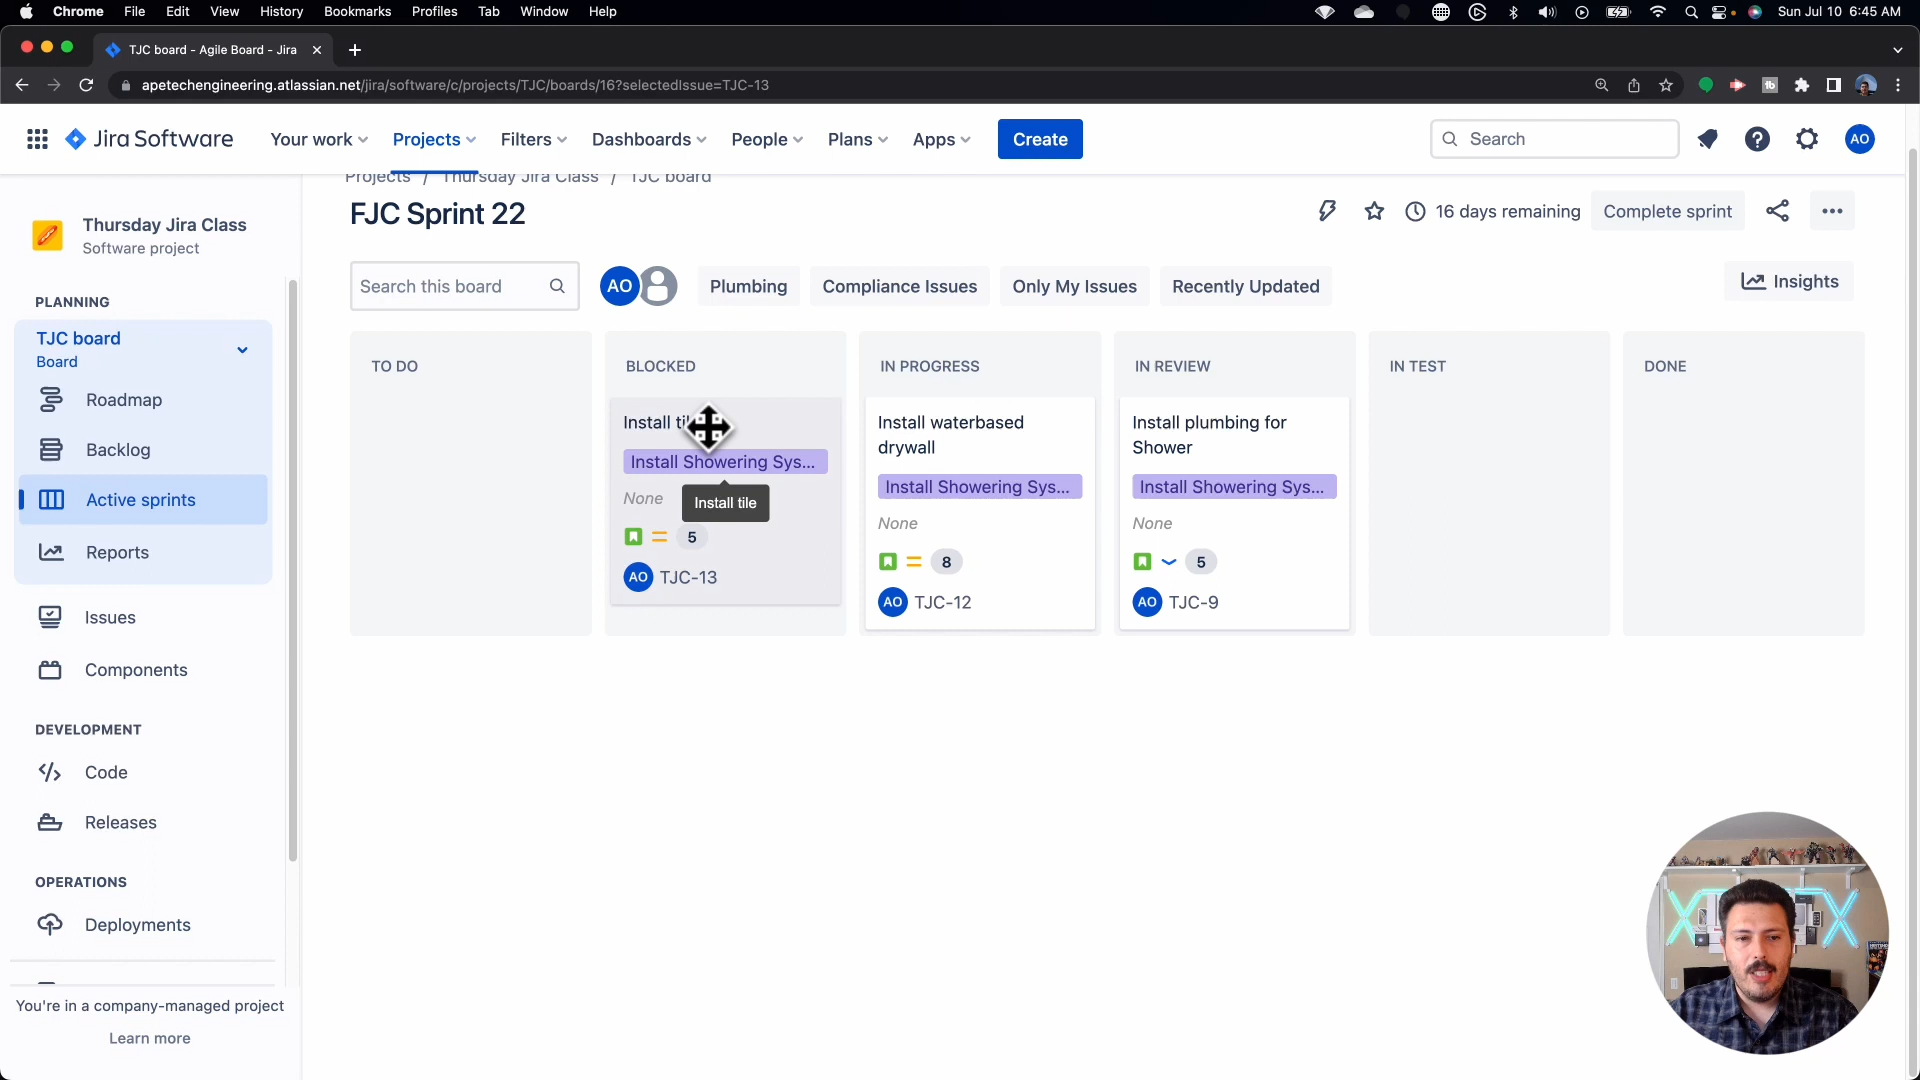 Chrome File Edit View History Bookmarks Profiles Tab Window Help Sun Jul 10 6:45 AM
TJC board - Agile Board - Jira
apetechengineering.atlassian.net/jira/software/c/projects/TJC/boards/16?selectedIssue=TJC-13
Jira Software Your work Projects Filters Dashboards People Plans Apps Create Search AO
Projects / Thursday Jira Class / TJC board
FJC Sprint 22
16 days remaining Complete sprint
Thursday Jira Class
Software project
Search this board AO Plumbing Compliance Issues Only My Issues Recently Updated Insights
PLANNING
TJC board
Board
Roadmap
Backlog
Active sprints
Reports
Issues
Components
DEVELOPMENT
Code
Releases
OPERATIONS
Deployments
You're in a company-managed project
Learn more
TO DO
BLOCKED
Install
Install Showering Sys...
None
Install tile
5
AO TJC-13
IN PROGRESS
Install waterbased
drywall
Install Showering Sys...
None
8
AO TJC-12
IN REVIEW
Install plumbing for
Shower
Install Showering Sys...
None
5
AO TJC-9
IN TEST
DONE